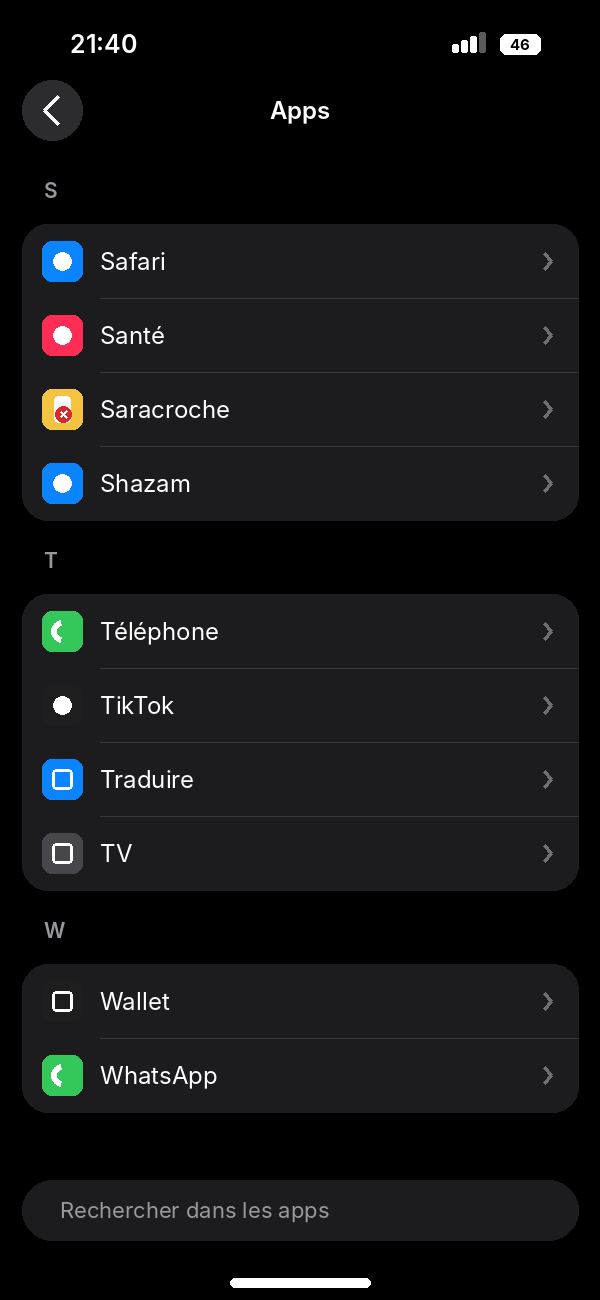 21:40
46
Apps
S
Safari
Santé
Saracroche
Shazam
T
Téléphone
TikTok
Traduire
TV
W
Wallet
WhatsApp
Rechercher dans les apps